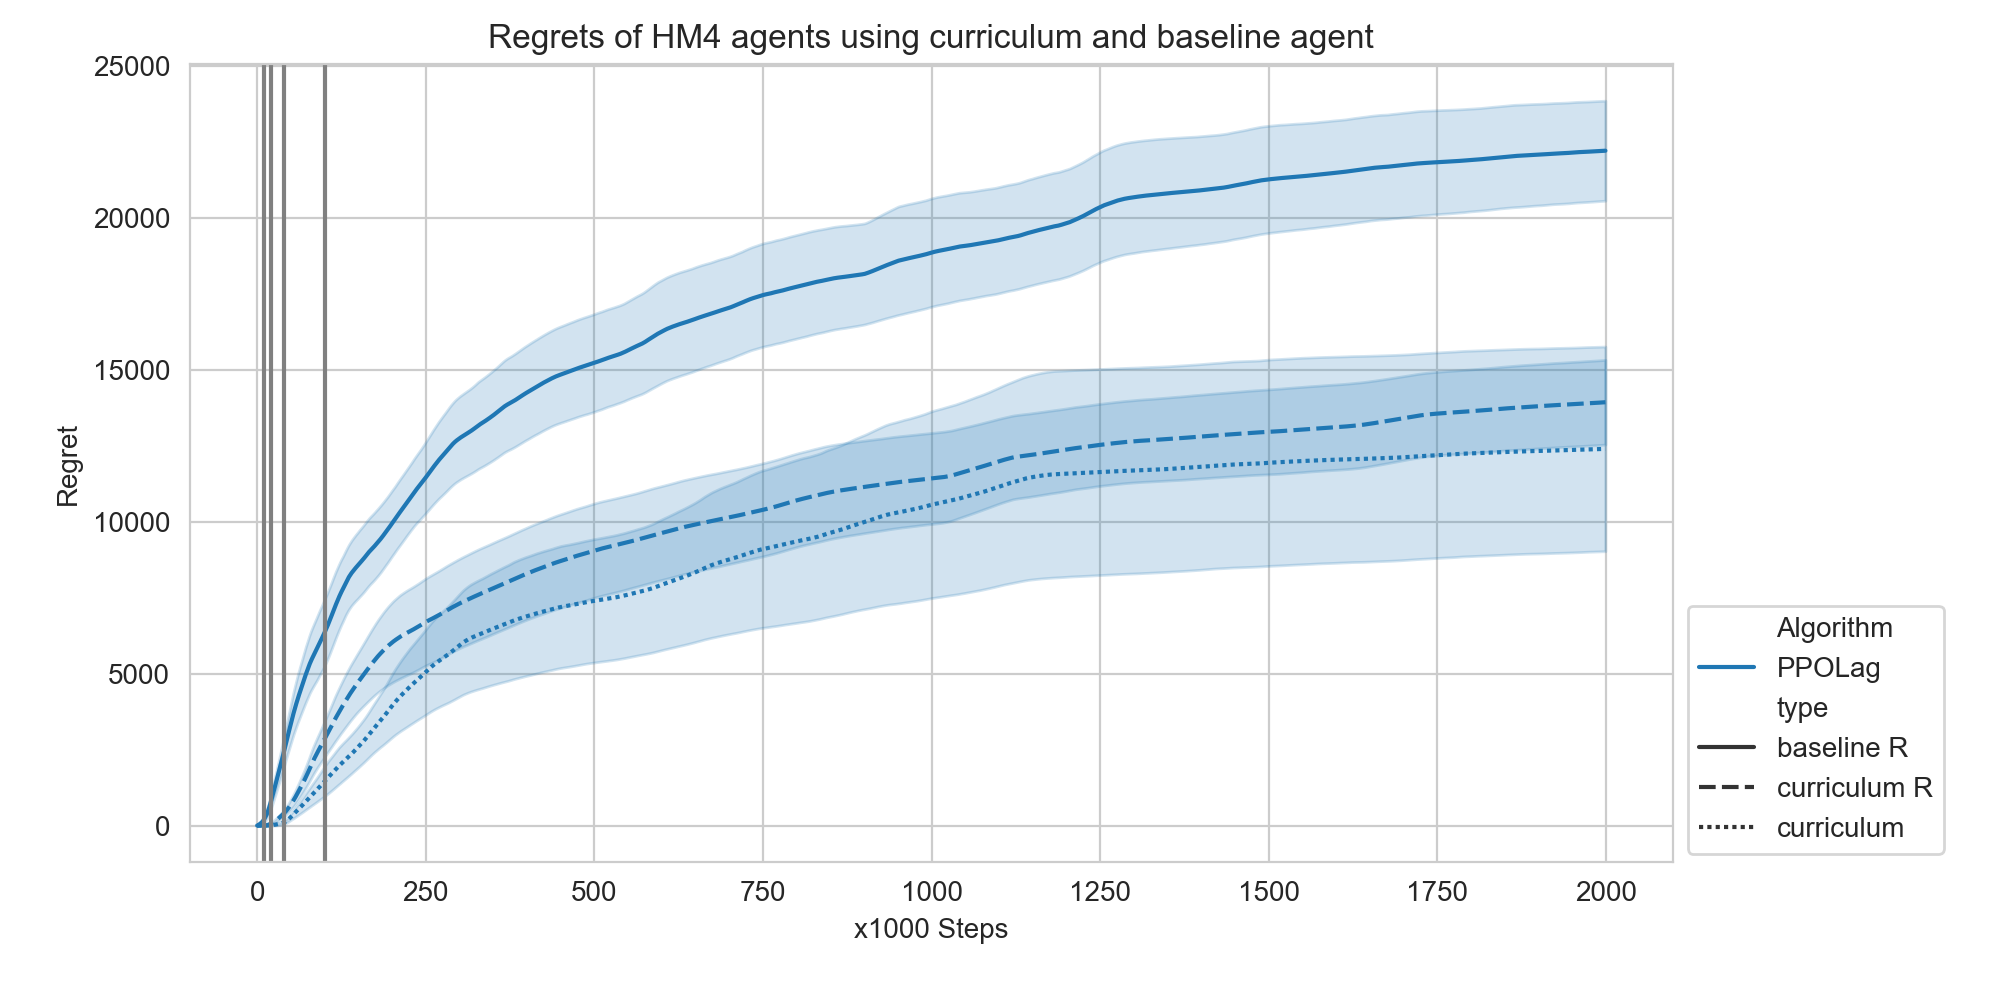 Regrets of HM4 agents using curriculum and baseline agent
25000
20000
15000
10000
5000
0
Regret
0 250 500 750 1000 1250 1500 1750 2000
x1000 Steps
Algorithm
PPOLag
type
baseline R
curriculum R
curriculum